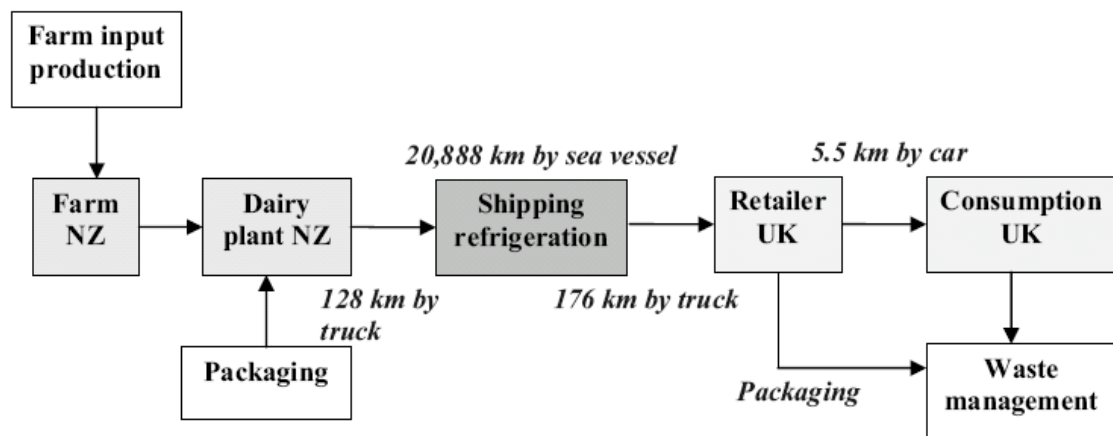 Farm input
production
20,888 km by sea vessel
5.5 km by car
Farm
NZ
Dairy
plant NZ
Shipping
refrigeration
Retailer
UK
Consumption
UK
128 km by
truck
176 km by truck
Packaging
Packaging
Waste
management